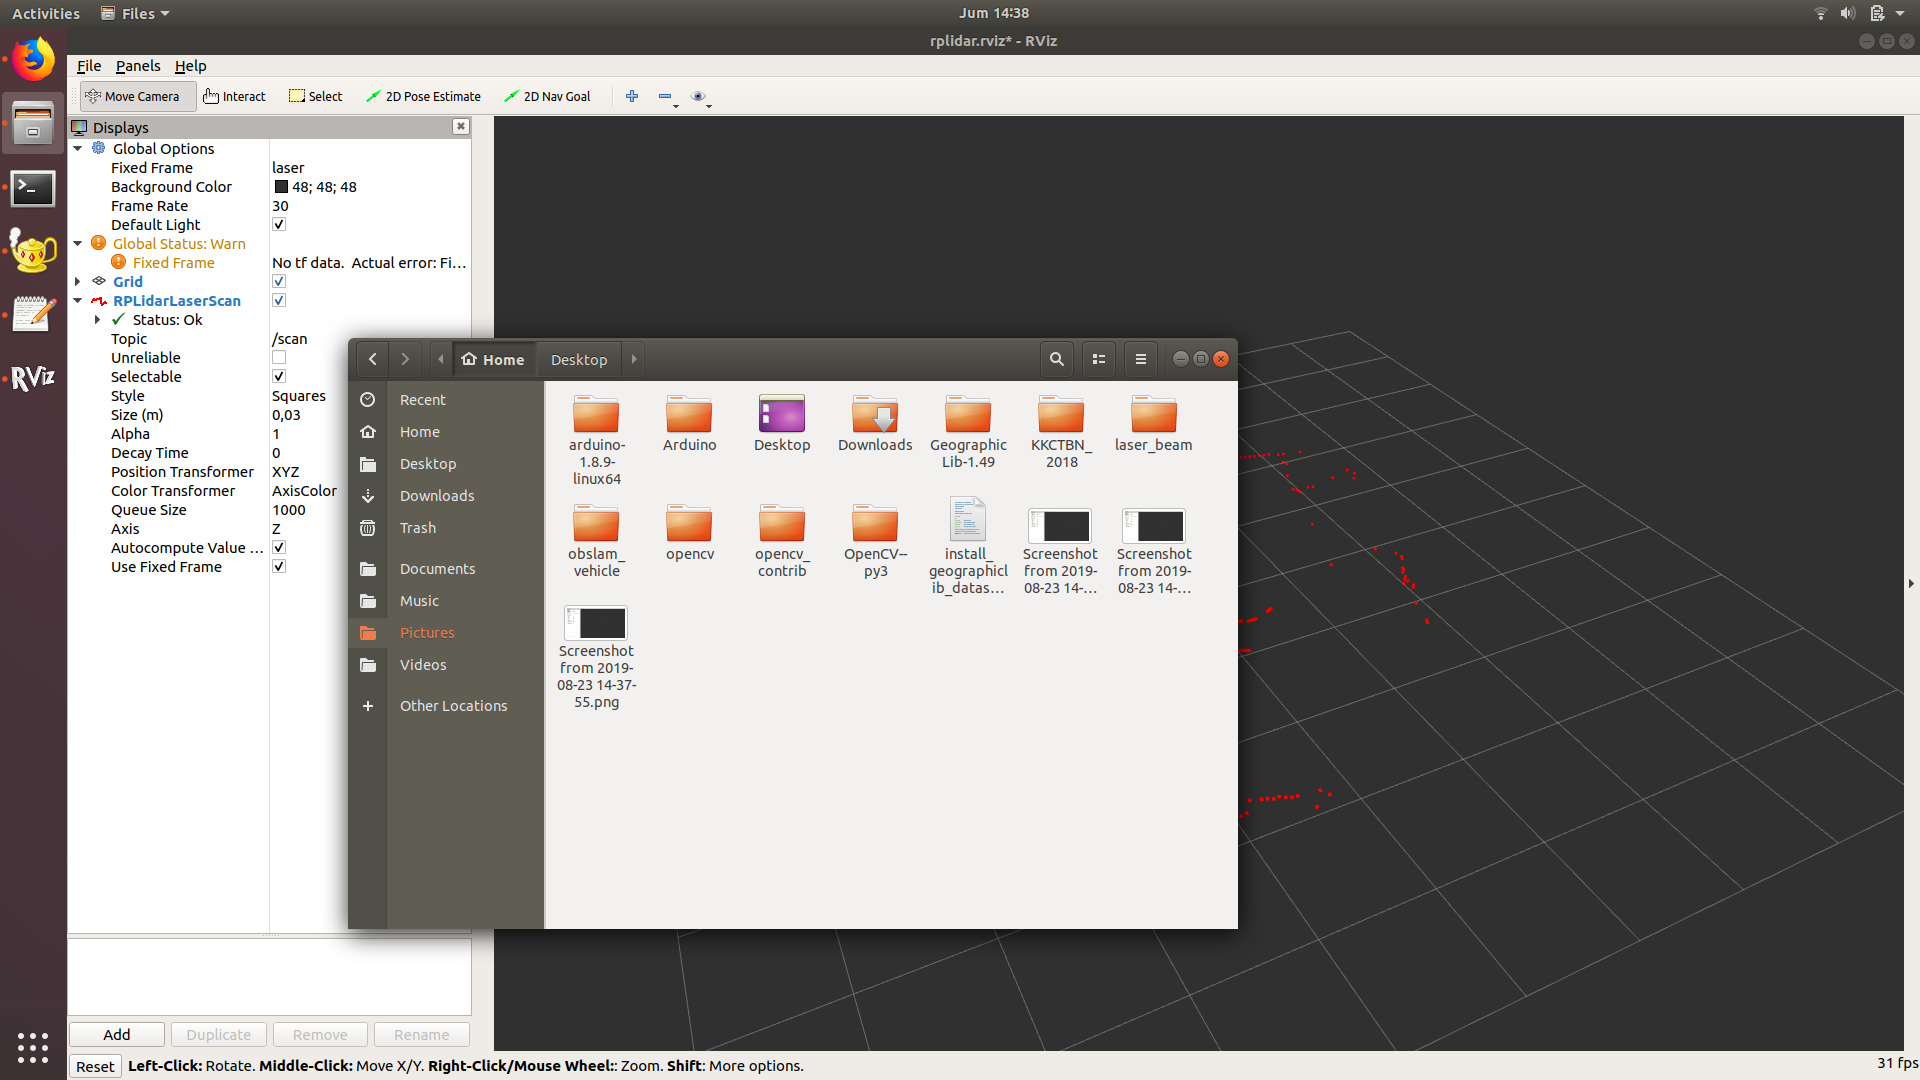 Activities
Files
Jum 14:38
rplidar.rviz* - RViz
File Panels Help
Move Camera Interact Select 2D Pose Estimate 2D Nav Goal
Displays
Global Options
Fixed Frame laser
Background Color 48; 48; 48
Frame Rate 30
Default Light
Global Status: Warn
Fixed Frame No tf data. Actual error: Fi...
Grid
RPLidarLaserScan
Status: Ok
Topic /scan
Unreliable
Selectable
Style Squares
Size (m) 0,03
Alpha 1
Decay Time 0
Position Transformer XYZ
Color Transformer AxisColor
Queue Size 1000
Axis Z
Autocompute Value ...
Use Fixed Frame
Add Duplicate Remove Rename
Reset Left-Click: Rotate. Middle-Click: Move X/Y. Right-Click/Mouse Wheel:: Zoom. Shift: More options.
31 fps
RViz
Home Desktop
Recent
Home
Desktop
Downloads
Trash
Documents
Music
Pictures
Videos
Other Locations
arduino-
1.8.9-
linux64
Arduino
Desktop
Downloads
Geographic
Lib-1.49
KKCTBN_
2018
laser_beam
obslam_
vehicle
opencv
opencv_
contrib
OpenCV--
py3
install_
geographicl
ib_datas...
Screenshot
from 2019-
08-23 14-...
Screenshot
from 2019-
08-23 14-...
Screenshot
from 2019-
08-23 14-37-
55.png